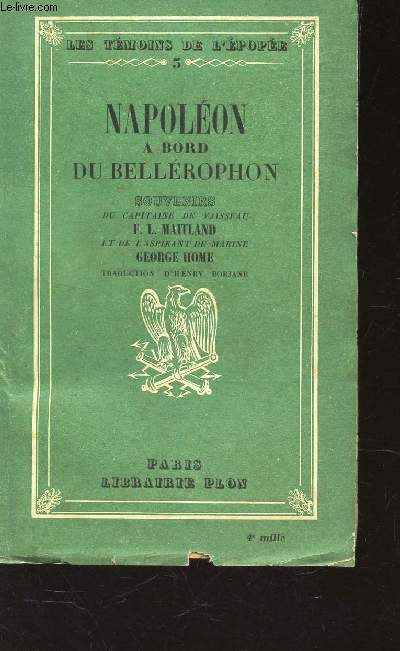 Le-livre.com
LES TÉMOINS DE L'ÉPOPÉE
5
NAPOLÉON
A BORD
DU BELLÉROPHON
SOUVENIRS
DU CAPITAINE DE VAISSEAU
F. L. MAITLAND
ET DE L'ASPIRANT DE MARINE
GEORGE HOME
TRADUCTION D'HENRY BORJANE
PARIS
LIBRAIRIE PLON
4e mille